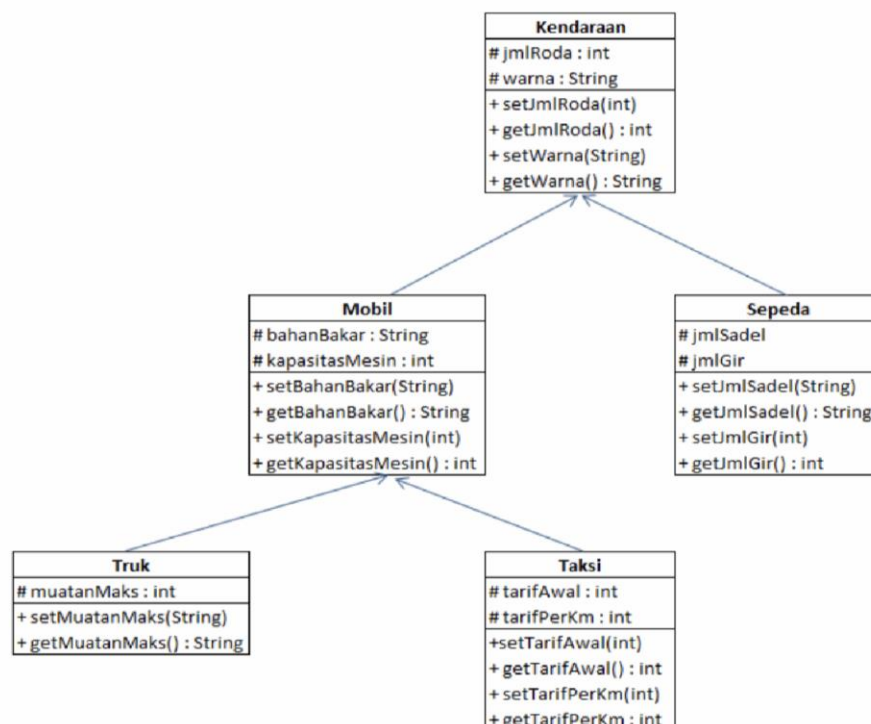 Kendaraan
# jmlRoda : int
# warna : String
+ setJmlRoda(int)
+ getJmlRoda() : int
+ setWarna(String)
+ getWarna() : String
Mobil
# bahanBakar : String
# kapasitasMesin : int
+ setBahanBakar(String)
+ getBahanBakar() : String
+ setKapasitasMesin(int)
+ getKapasitasMesin() : int
Sepeda
# jmlSadel
# jmlGir
+ setJmlSadel(String)
+ getJmlSadel() : String
+ setJmlGir(int)
+ getJmlGir() : int
Truk
# muatanMaks : int
+ setMuatanMaks(String)
+ getMuatanMaks() : String
Taksi
# tarifAwal : int
# tarifPerKm : int
+setTarifAwal(int)
+ getTarifAwal() : int
+ setTarifPerKm(int)
+ getTarifPerKm : int